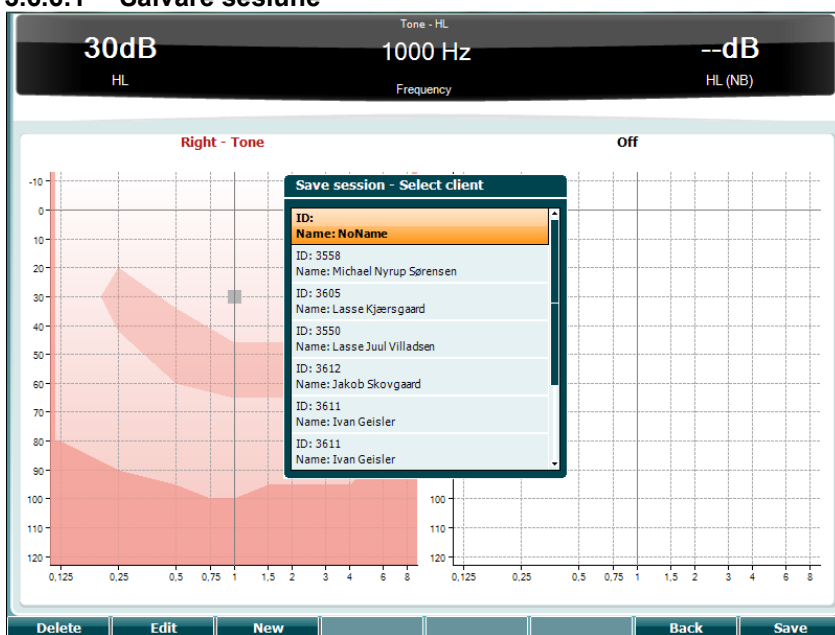 Salvare sesiune
Tone - HL
30dB
1000 Hz
--dB
HL
Frequency
HL (NB)
Right - Tone
Off
Save session - Select client
ID:
Name: NoName
ID: 3558
Name: Michael Nyrup Sørensen
ID: 3605
Name: Lasse Kjærsgaard
ID: 3550
Name: Lasse Juul Villadsen
ID: 3612
Name: Jakob Skovgaard
ID: 3611
Name: Ivan Geisler
ID: 3611
Name: Ivan Geisler
-10
0
10
20
30
40
50
60
70
80
90
100
110
120
0,125 0,25 0,5 0,75 1 1,5 2 3 4 6 8
100
110
120
0,125 0,25 0,5 0,75 1 1,5 2 3 4 6 8
Delete Edit New Back Save